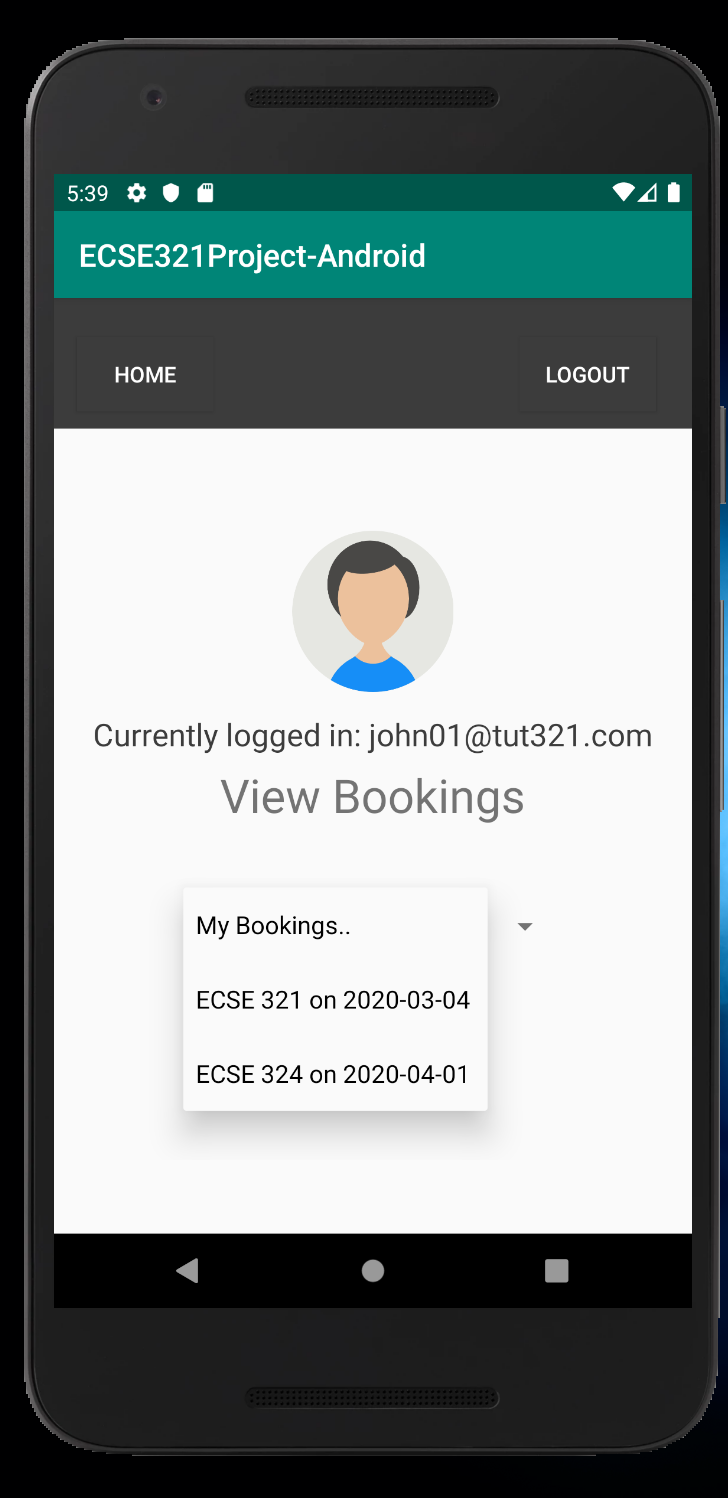 5:39
ECSE321Project-Android
HOME
LOGOUT
Currently logged in: john01@tut321.com
View Bookings
My Bookings..
ECSE 321 on 2020-03-04
ECSE 324 on 2020-04-01